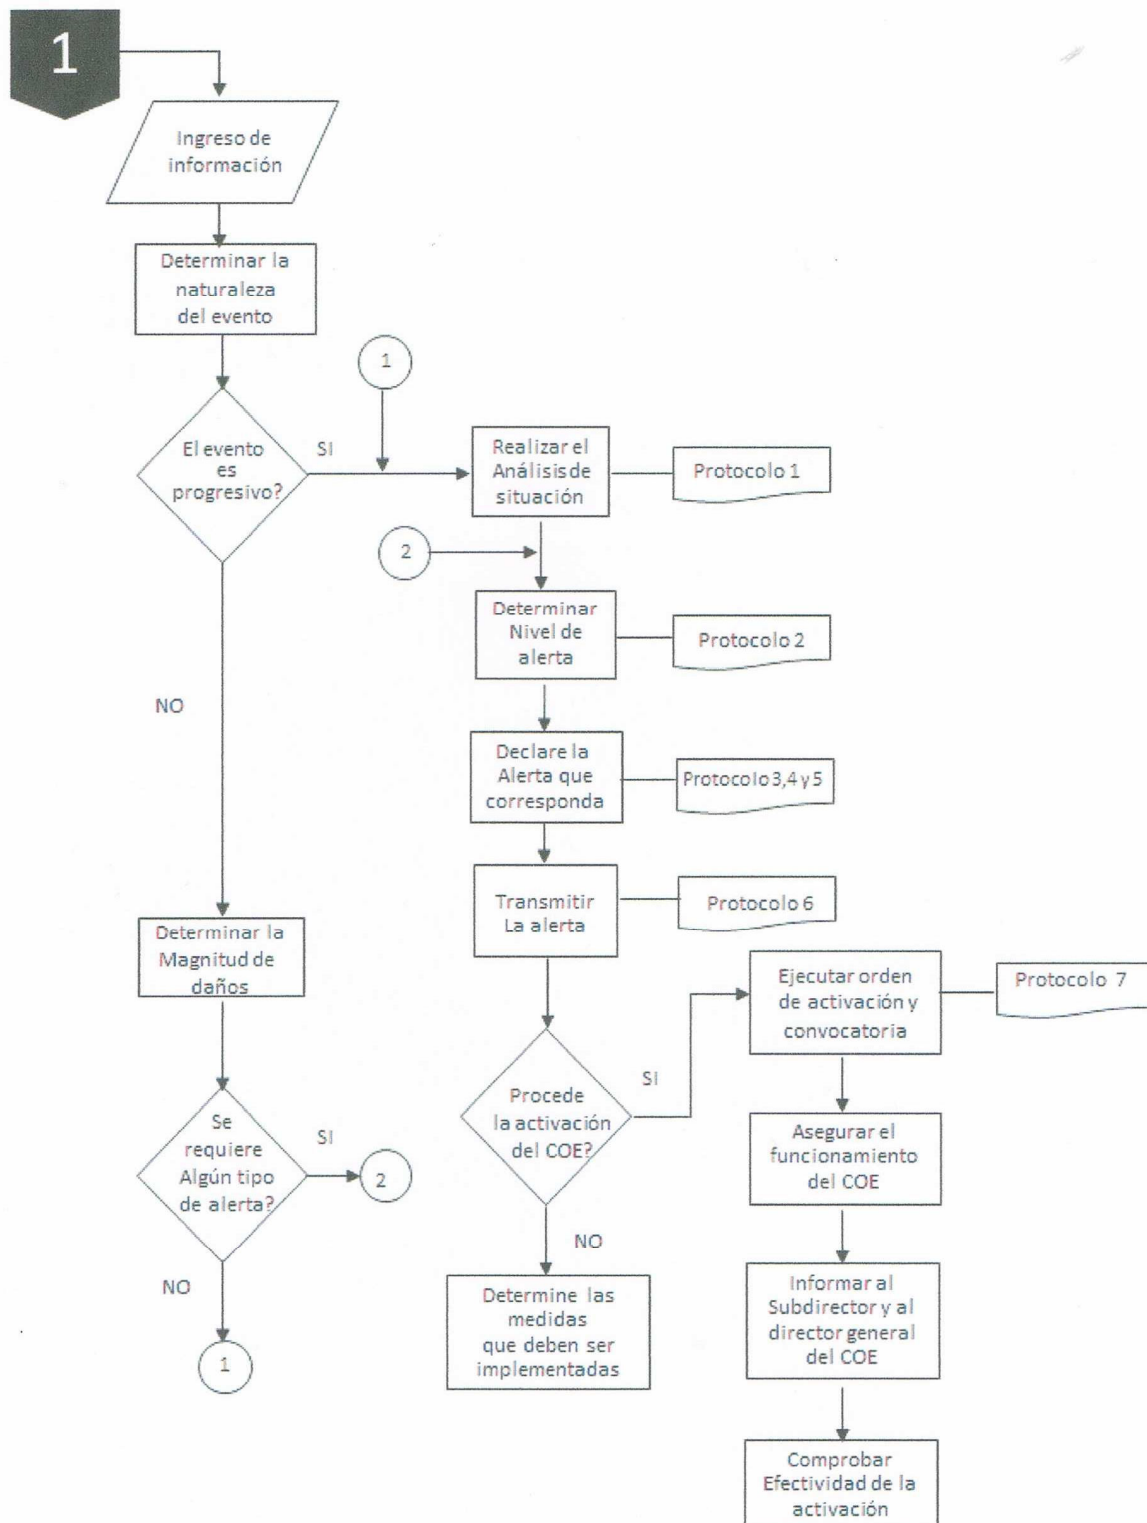 1
Ingreso de
información
Determinar la
naturaleza
del evento
1
El evento
es
progresivo?
SI
Realizar el
Análisis de
situación
Protocolo 1
2
Determinar
Nivel de
alerta
Protocolo 2
NO
Declare la
Alerta que
corresponda
Protocolo 3,4 y 5
Transmitir
La alerta
Protocolo 6
Determinar la
Magnitud de
daños
Ejecutar orden
de activación y
convocatoria
Protocolo 7
Procede
la activación
del COE?
SI
Se
requiere
Algún tipo
de alerta?
SI
2
Asegurar el
funcionamiento
del COE
NO
NO
1
Determine las
medidas
que deben ser
implementadas
Informar al
Subdirector y al
director general
del COE
Comprobar
Efectividad de la
activación